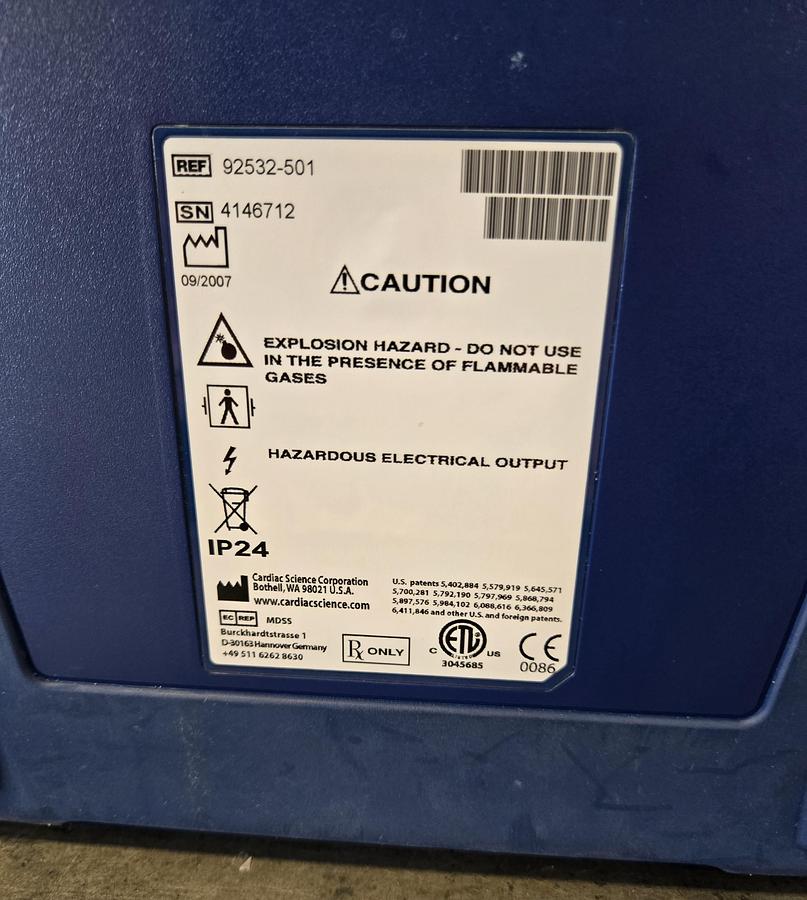 REF 92532-501
SN 4146712
09/2007
CAUTION
EXPLOSION HAZARD - DO NOT USE
IN THE PRESENCE OF FLAMMABLE
GASES
HAZARDOUS ELECTRICAL OUTPUT
IP24
Cardiac Science Corporation
Bothell, WA 98021 U.S.A.
www.cardiacscience.com
EC REP MDSS
Burckhardtstrasse 1
D-30163 Hannover Germany
+49 511 6262 8630
U.S. patents 5,402,884 5,579,919 5,645,571
5,700,281 5,792,190 5,797,969 5,868,794
5,897,576 5,984,102 6,088,616 6,366,809
6,411,846 and other U.S. and foreign patents.
Rx ONLY
C ETL US
LISTED
3045685
CE
0086